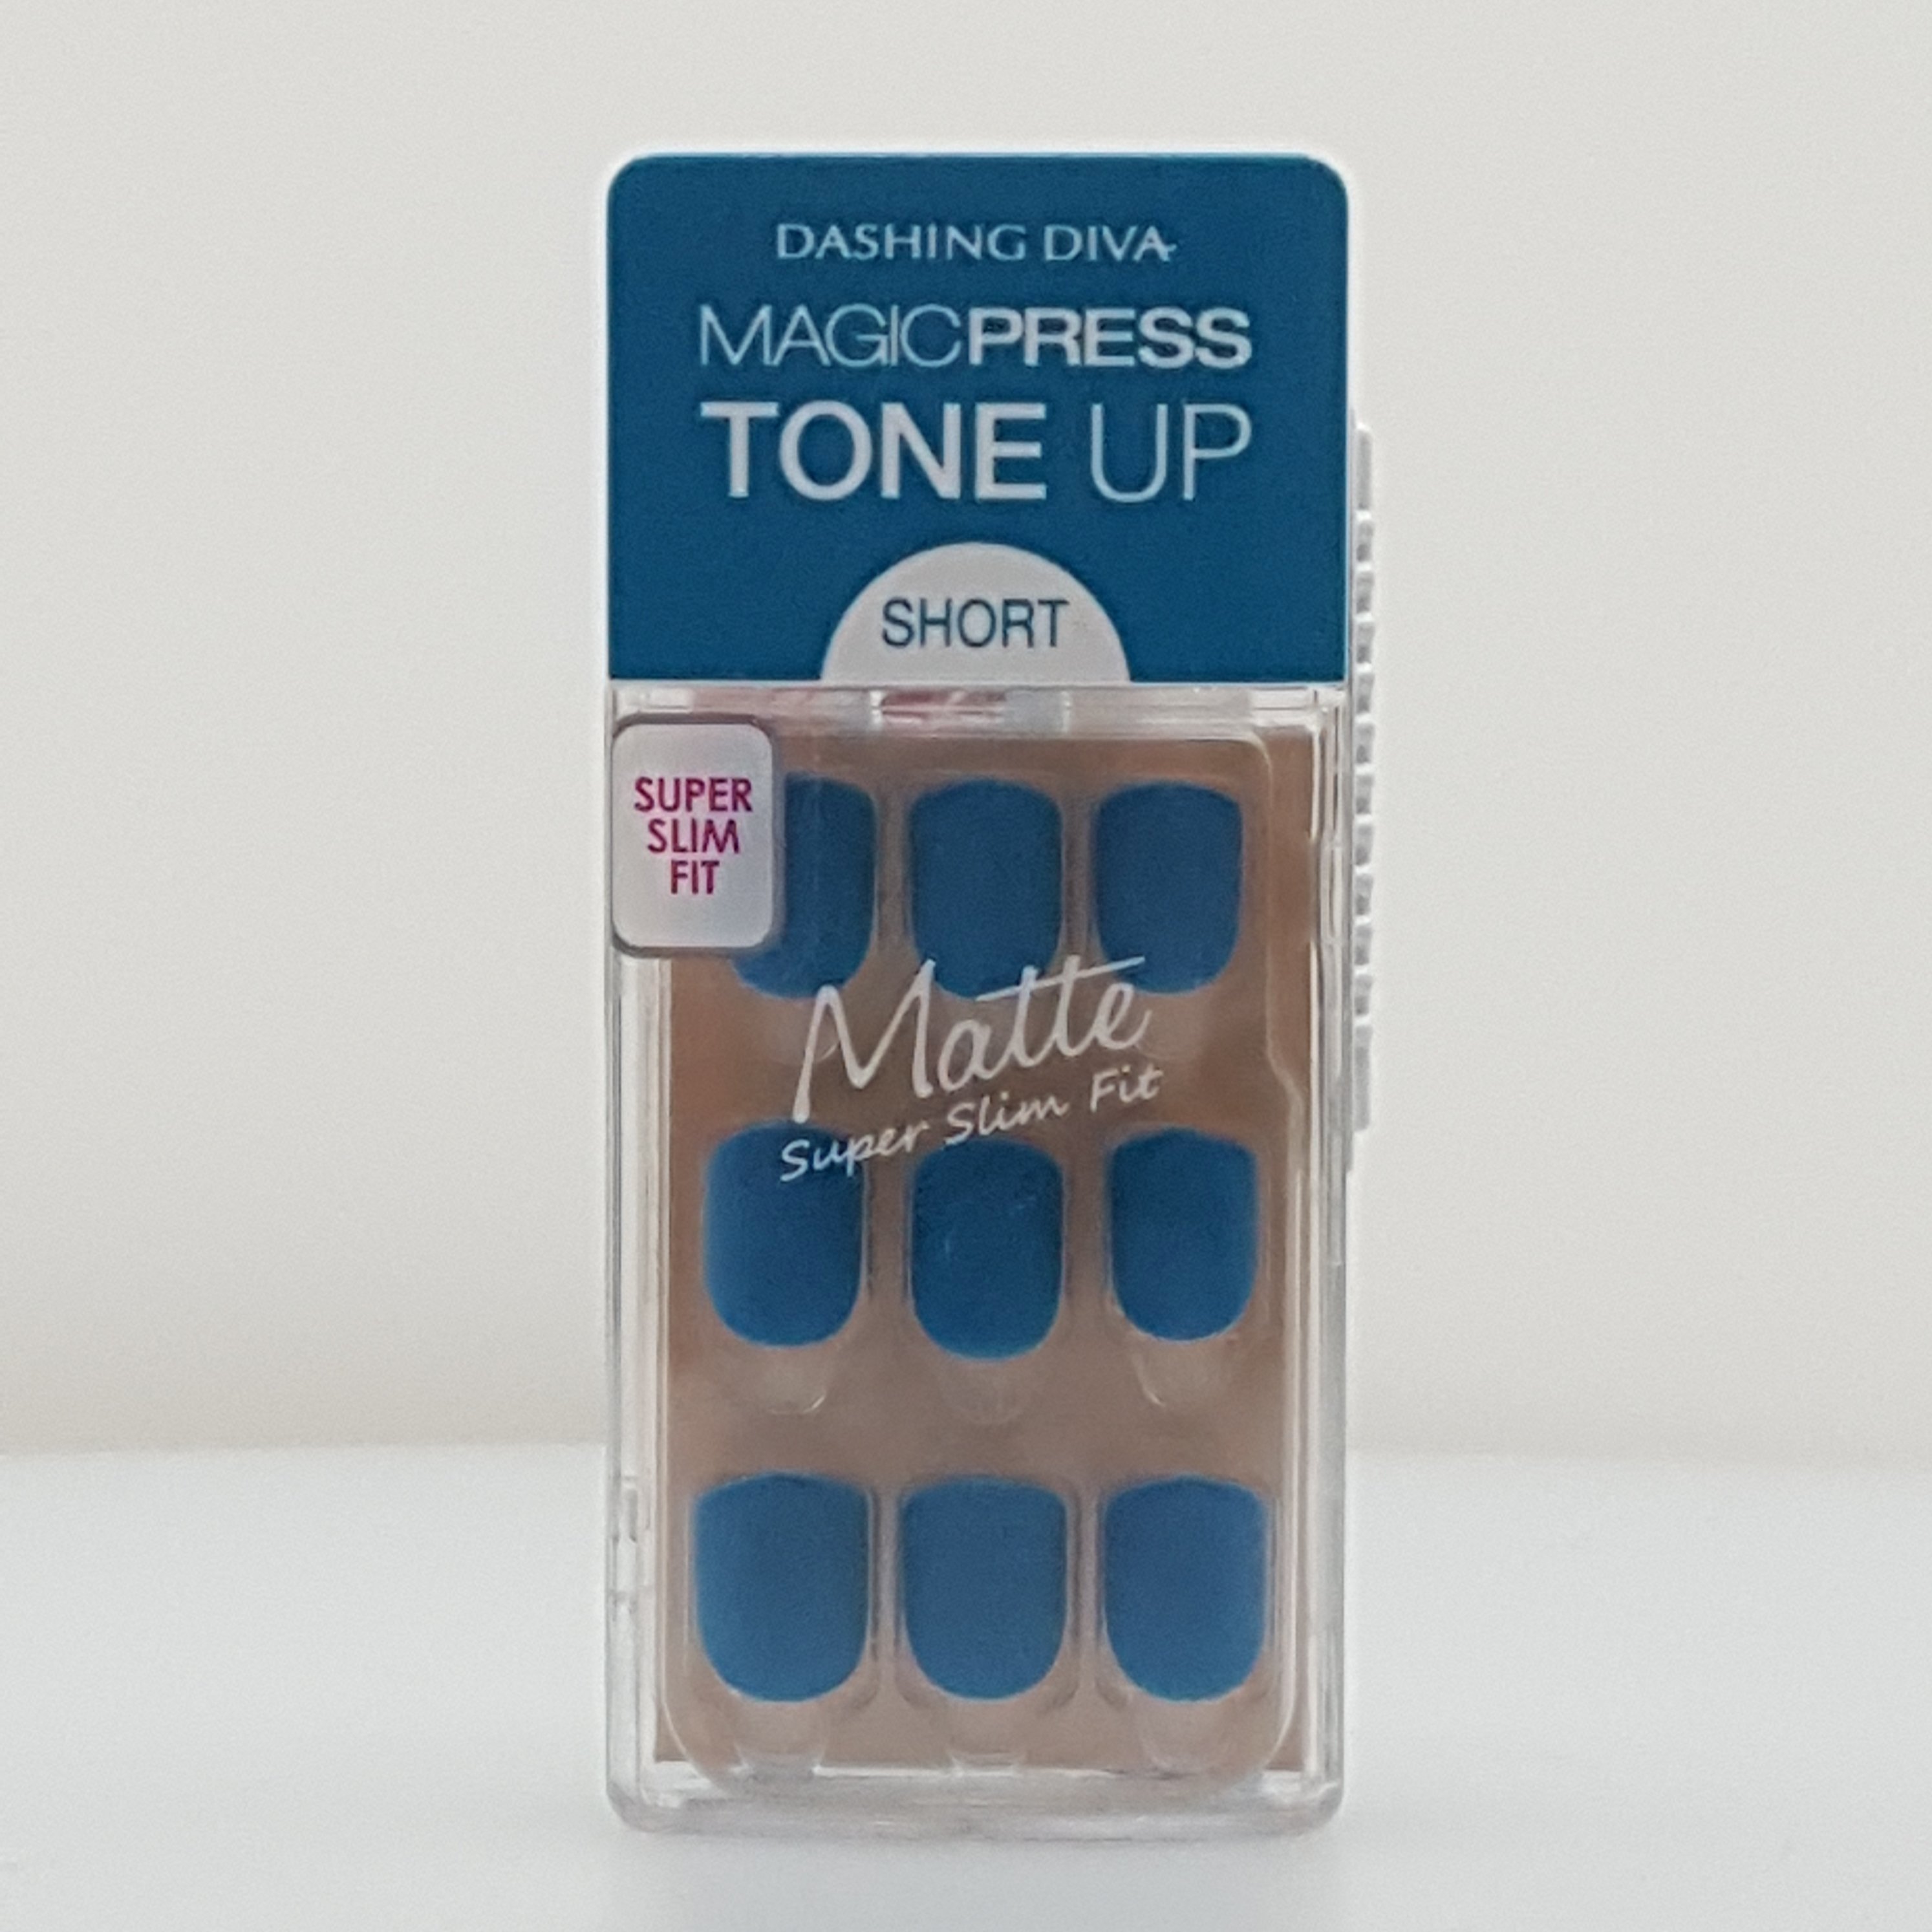 DASHING DIVA
MAGICPRESS
TONE UP
SHORT
SUPER
SLIM
FIT
Matte
Super Slim Fit